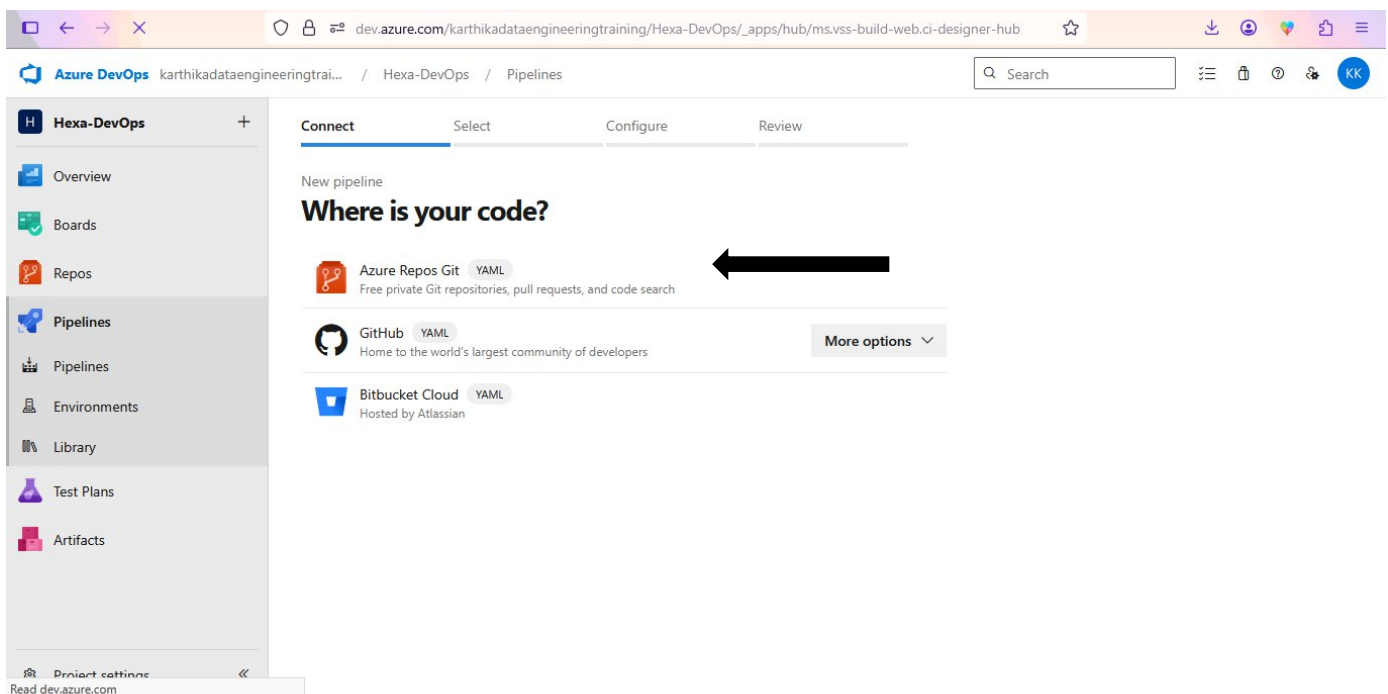 dev.azure.com/karthikadataengineeringtraining/Hexa-DevOps/_apps/hub/ms.vss-build-web.ci-designer-hub
Azure DevOps karthikadataengineeringtrai... / Hexa-DevOps / Pipelines
Search
KK
H Hexa-DevOps +
Connect Select Configure Review
Overview
Boards
Repos
Pipelines
Pipelines
Environments
Library
Test Plans
Artifacts
Project settings
Read dev.azure.com
New pipeline
Where is your code?
Azure Repos Git YAML
Free private Git repositories, pull requests, and code search
GitHub YAML
Home to the world's largest community of developers
More options
Bitbucket Cloud YAML
Hosted by Atlassian